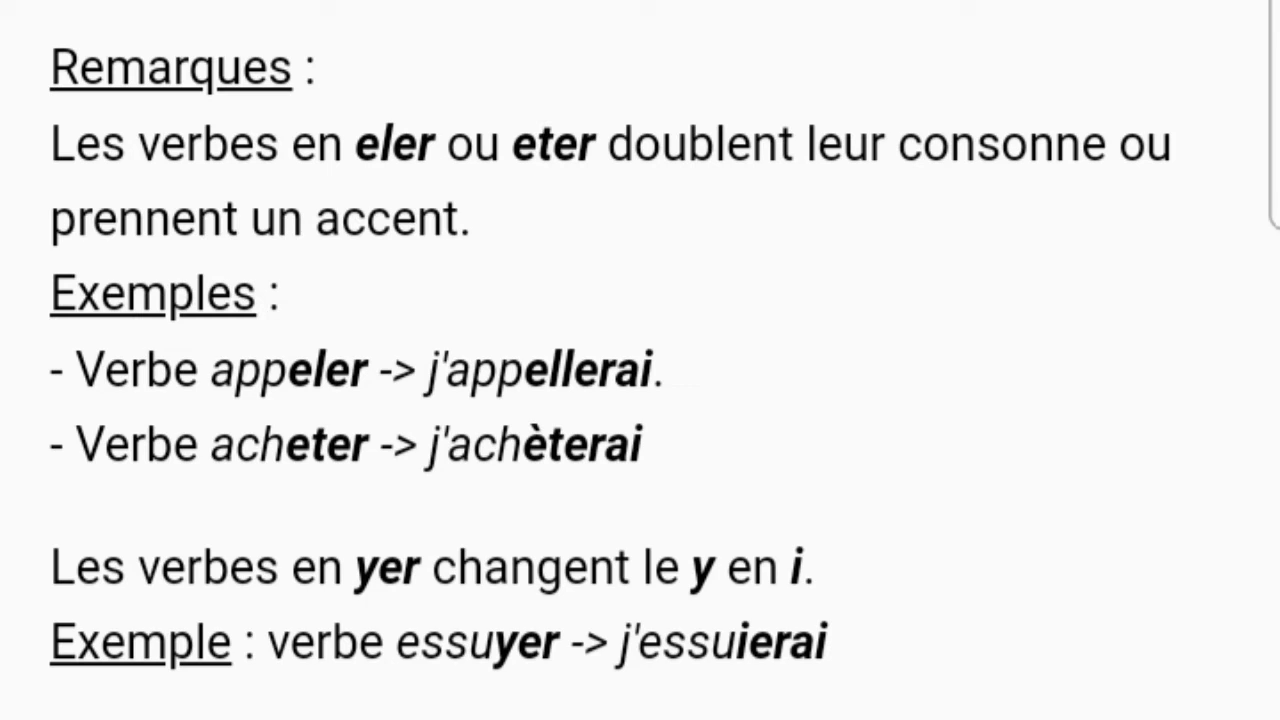 Remarques :
Les verbes en eler ou eter doublent leur consonne ou
prennent un accent.
Exemples :
- Verbe appeler -> j'appellerai.
- Verbe acheter -> j'achèterai
Les verbes en yer changent le y en i.
Exemple : verbe essuyer -> j'essuierai